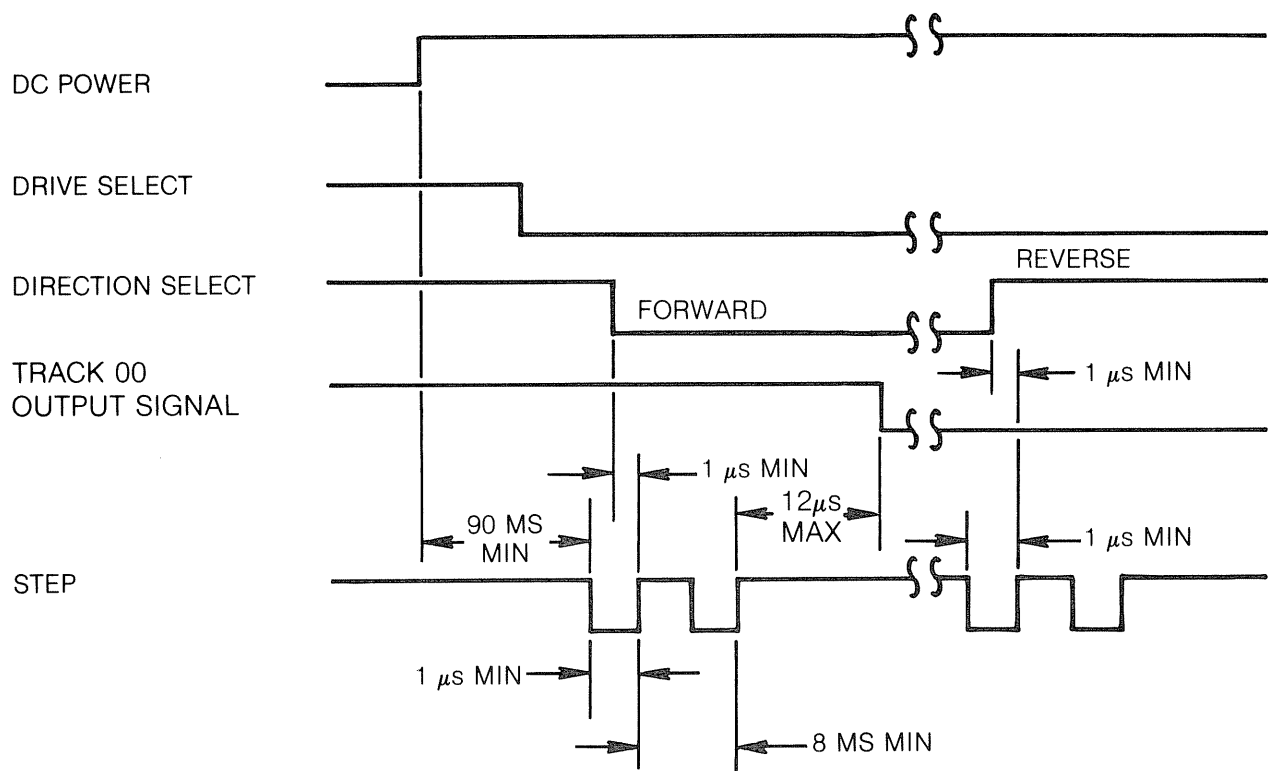 DC POWER
DRIVE SELECT
REVERSE
DIRECTION SELECT
FORWARD
TRACK 00
OUTPUT SIGNAL
1 μs MIN
1 μs MIN
12μs
MAX
90 MS
MIN
1 μs MIN
STEP
1 μs MIN
8 MS MIN